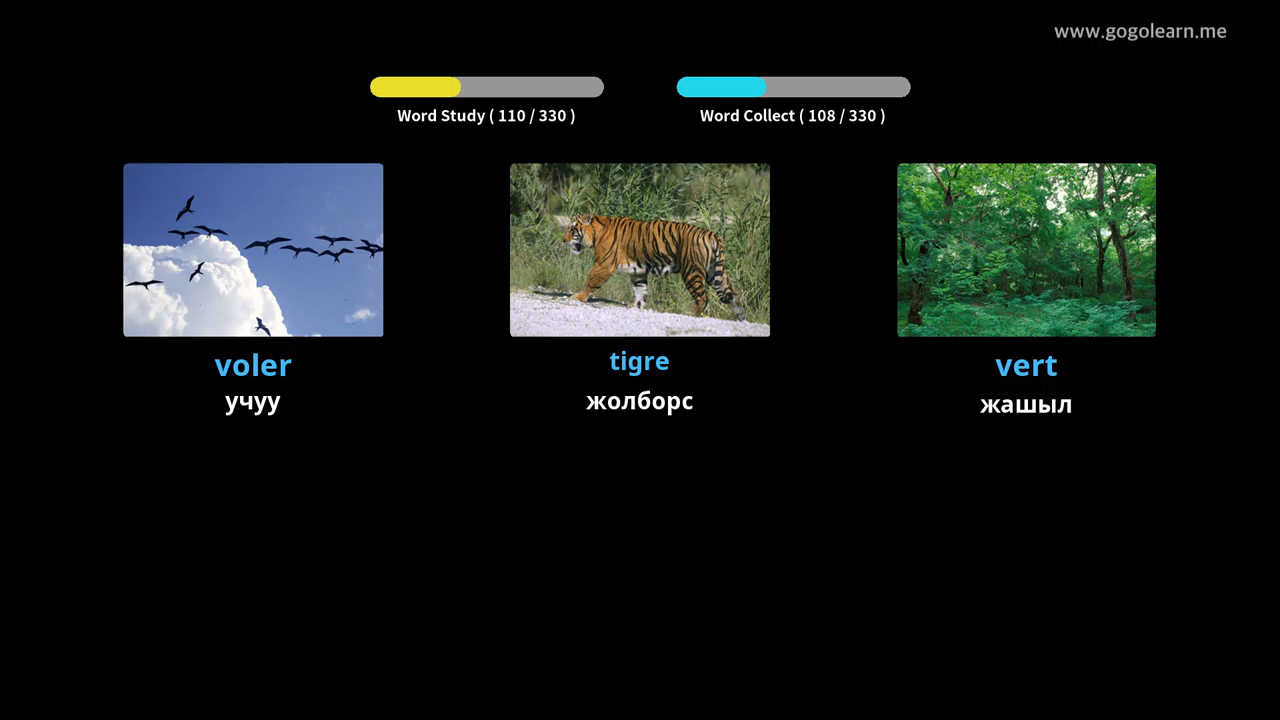 www.gogolearn.me
Word Study ( 110 / 330 )
Word Collect ( 108 / 330 )
voler
учуу
tigre
жолборс
vert
жашыл